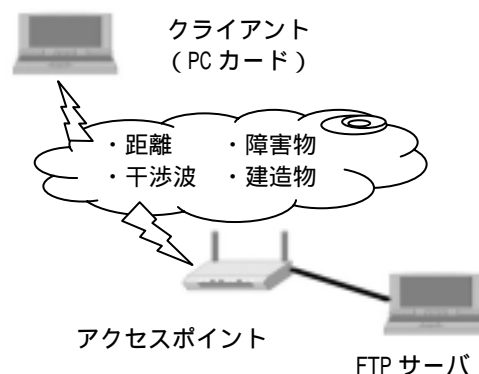 クライアント
（PC カード）
・距離 ・障害物
・干渉波 ・建造物
アクセスポイント
FTP サーバ